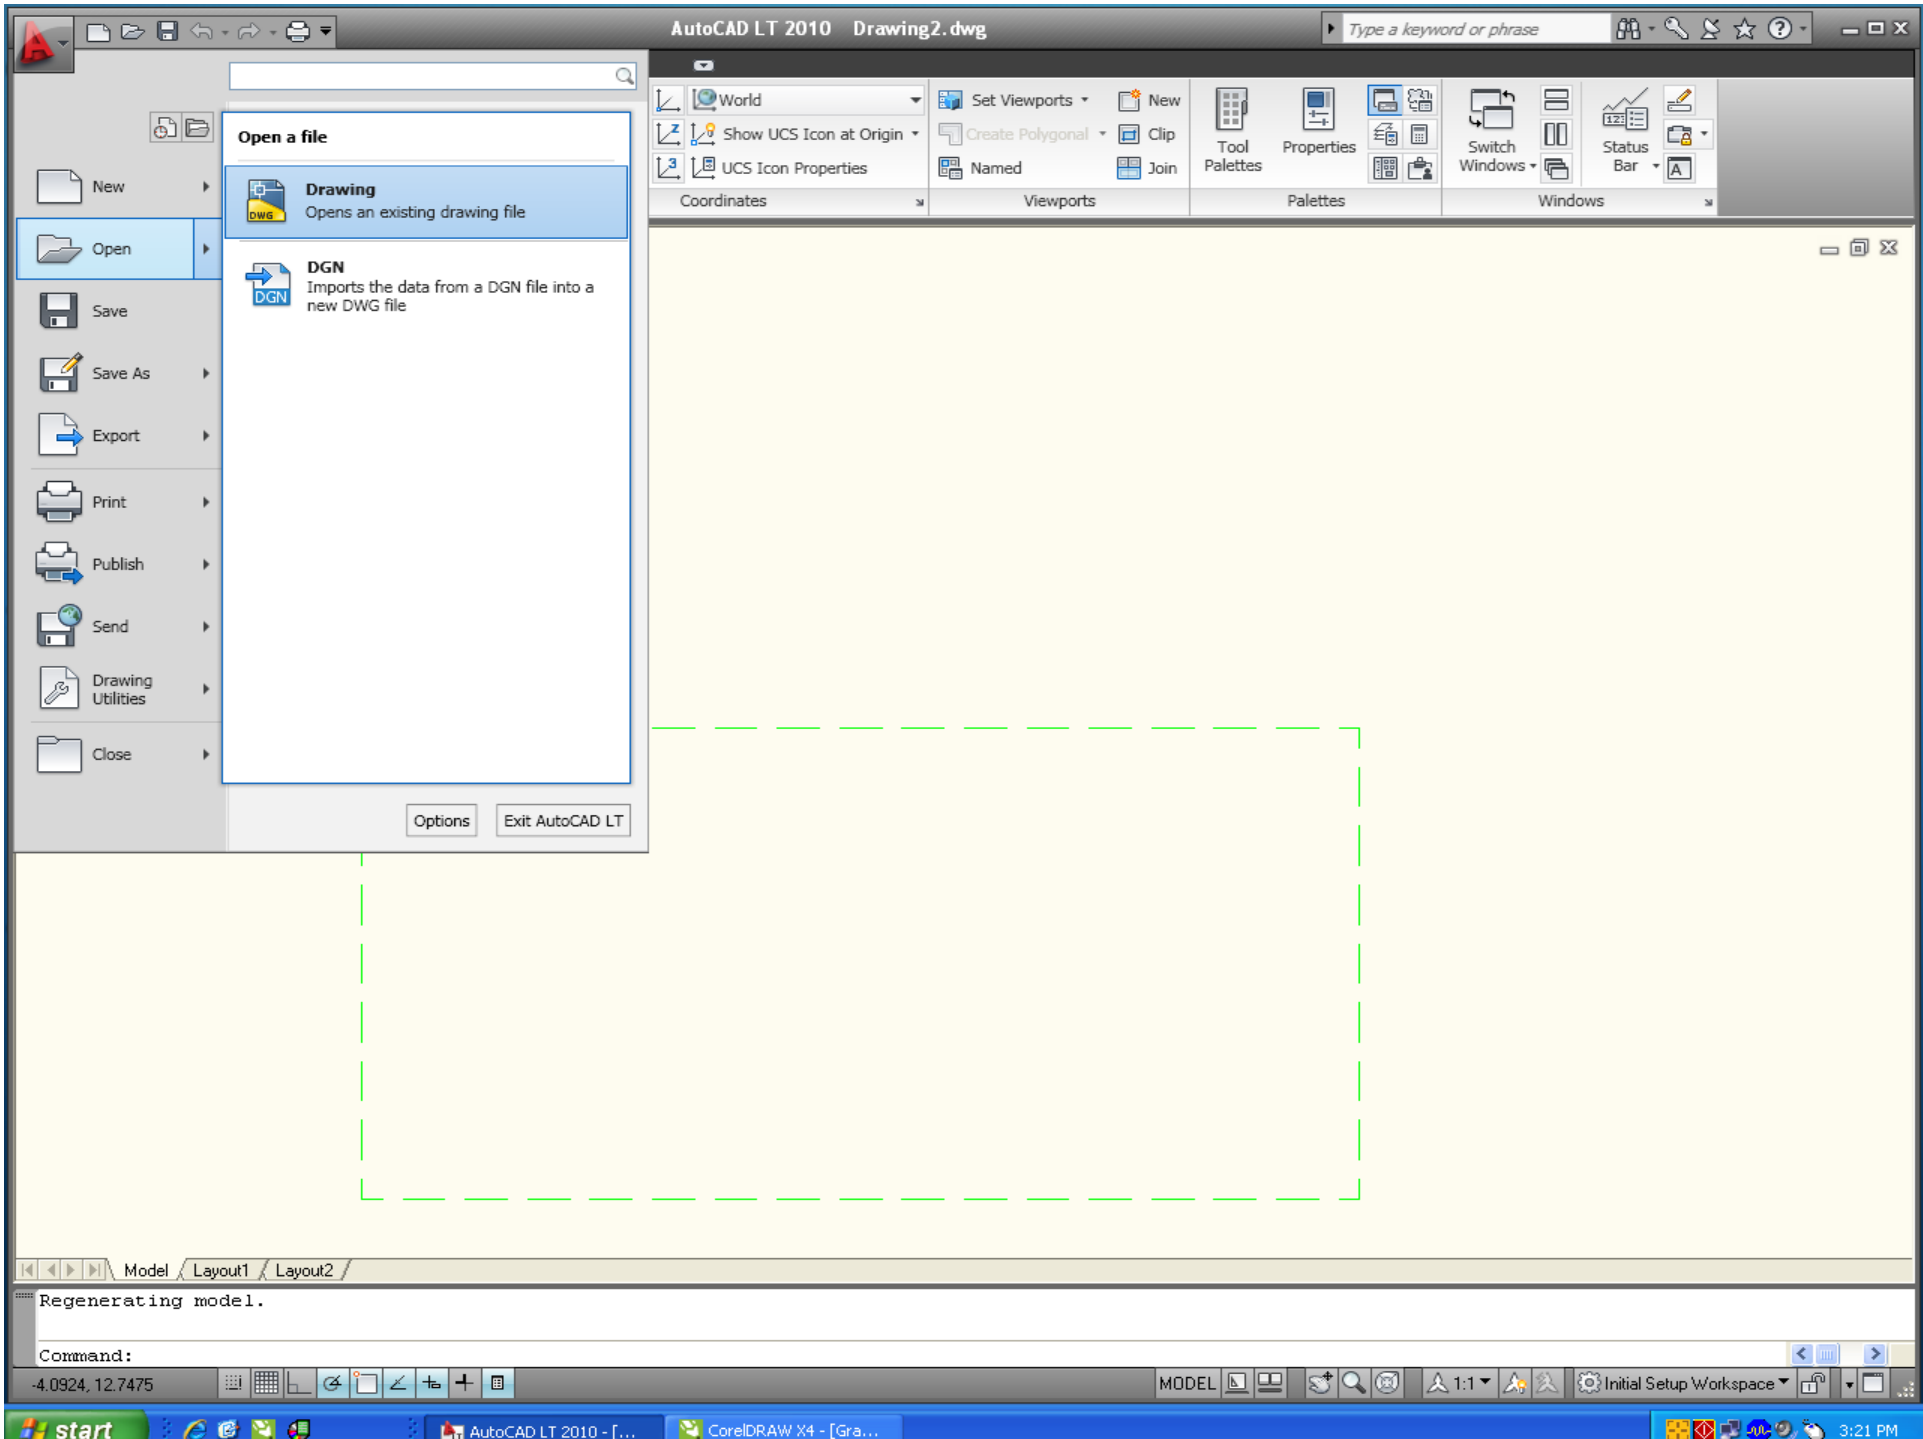 AutoCAD LT 2010 Drawing2.dwg
Type a keyword or phrase
World
Show UCS Icon at Origin
UCS Icon Properties
Coordinates
Set Viewports
Create Polygonal
Named
New
Clip
Join
Viewports
Tool
Palettes
Properties
Palettes
Switch
Windows
Status
Bar
Windows
New
Open
Save
Save As
Export
Print
Publish
Send
Drawing
Utilities
Close
Open a file
DWG
Drawing
Opens an existing drawing file
DGN
DGN
Imports the data from a DGN file into a
new DWG file
Options
Exit AutoCAD LT
Model
Layout1
Layout2
Regenerating model.
Command:
-4.0924, 12.7475
MODEL
1:1
Initial Setup Workspace
start
AutoCAD LT 2010 - [...
CorelDRAW X4 - [Gra...
3:21 PM